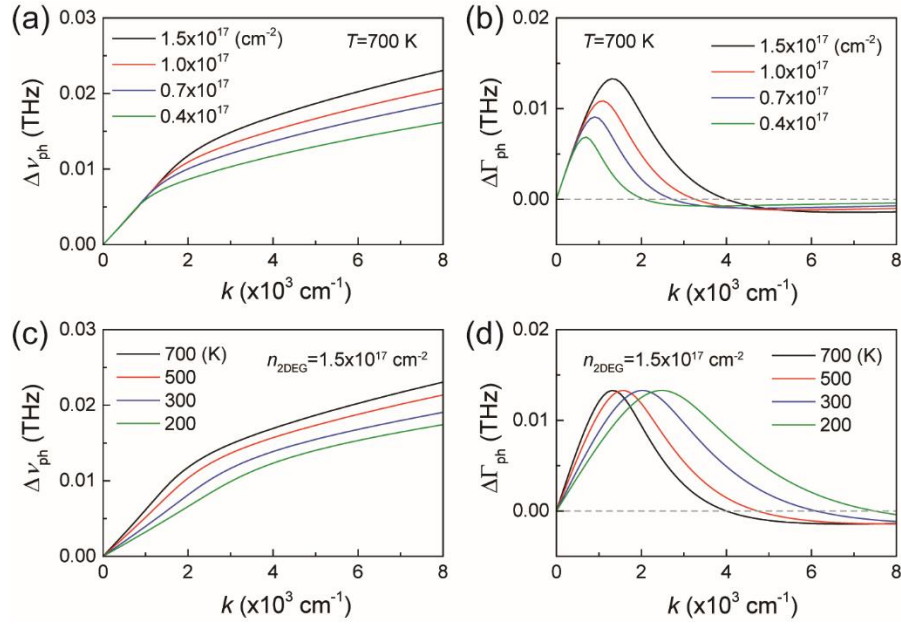 (a)
0.03
0.02
0.01
0.00
Δν_ph (THz)
1.5x10^17 (cm^-2)
1.0x10^17
0.7x10^17
0.4x10^17
T=700 K
0 2 4 6 8
k (x10^3 cm^-1)
(b)
0.02
0.01
0.00
ΔΓ_ph (THz)
T=700 K
1.5x10^17 (cm^-2)
1.0x10^17
0.7x10^17
0.4x10^17
0 2 4 6 8
k (x10^3 cm^-1)
(c)
0.03
0.02
0.01
0.00
Δν_ph (THz)
700 (K)
500
300
200
n_2DEG=1.5x10^17 cm^-2
0 2 4 6 8
k (x10^3 cm^-1)
(d)
0.02
0.01
0.00
ΔΓ_ph (THz)
n_2DEG=1.5x10^17 cm^-2
700 (K)
500
300
200
0 2 4 6 8
k (x10^3 cm^-1)